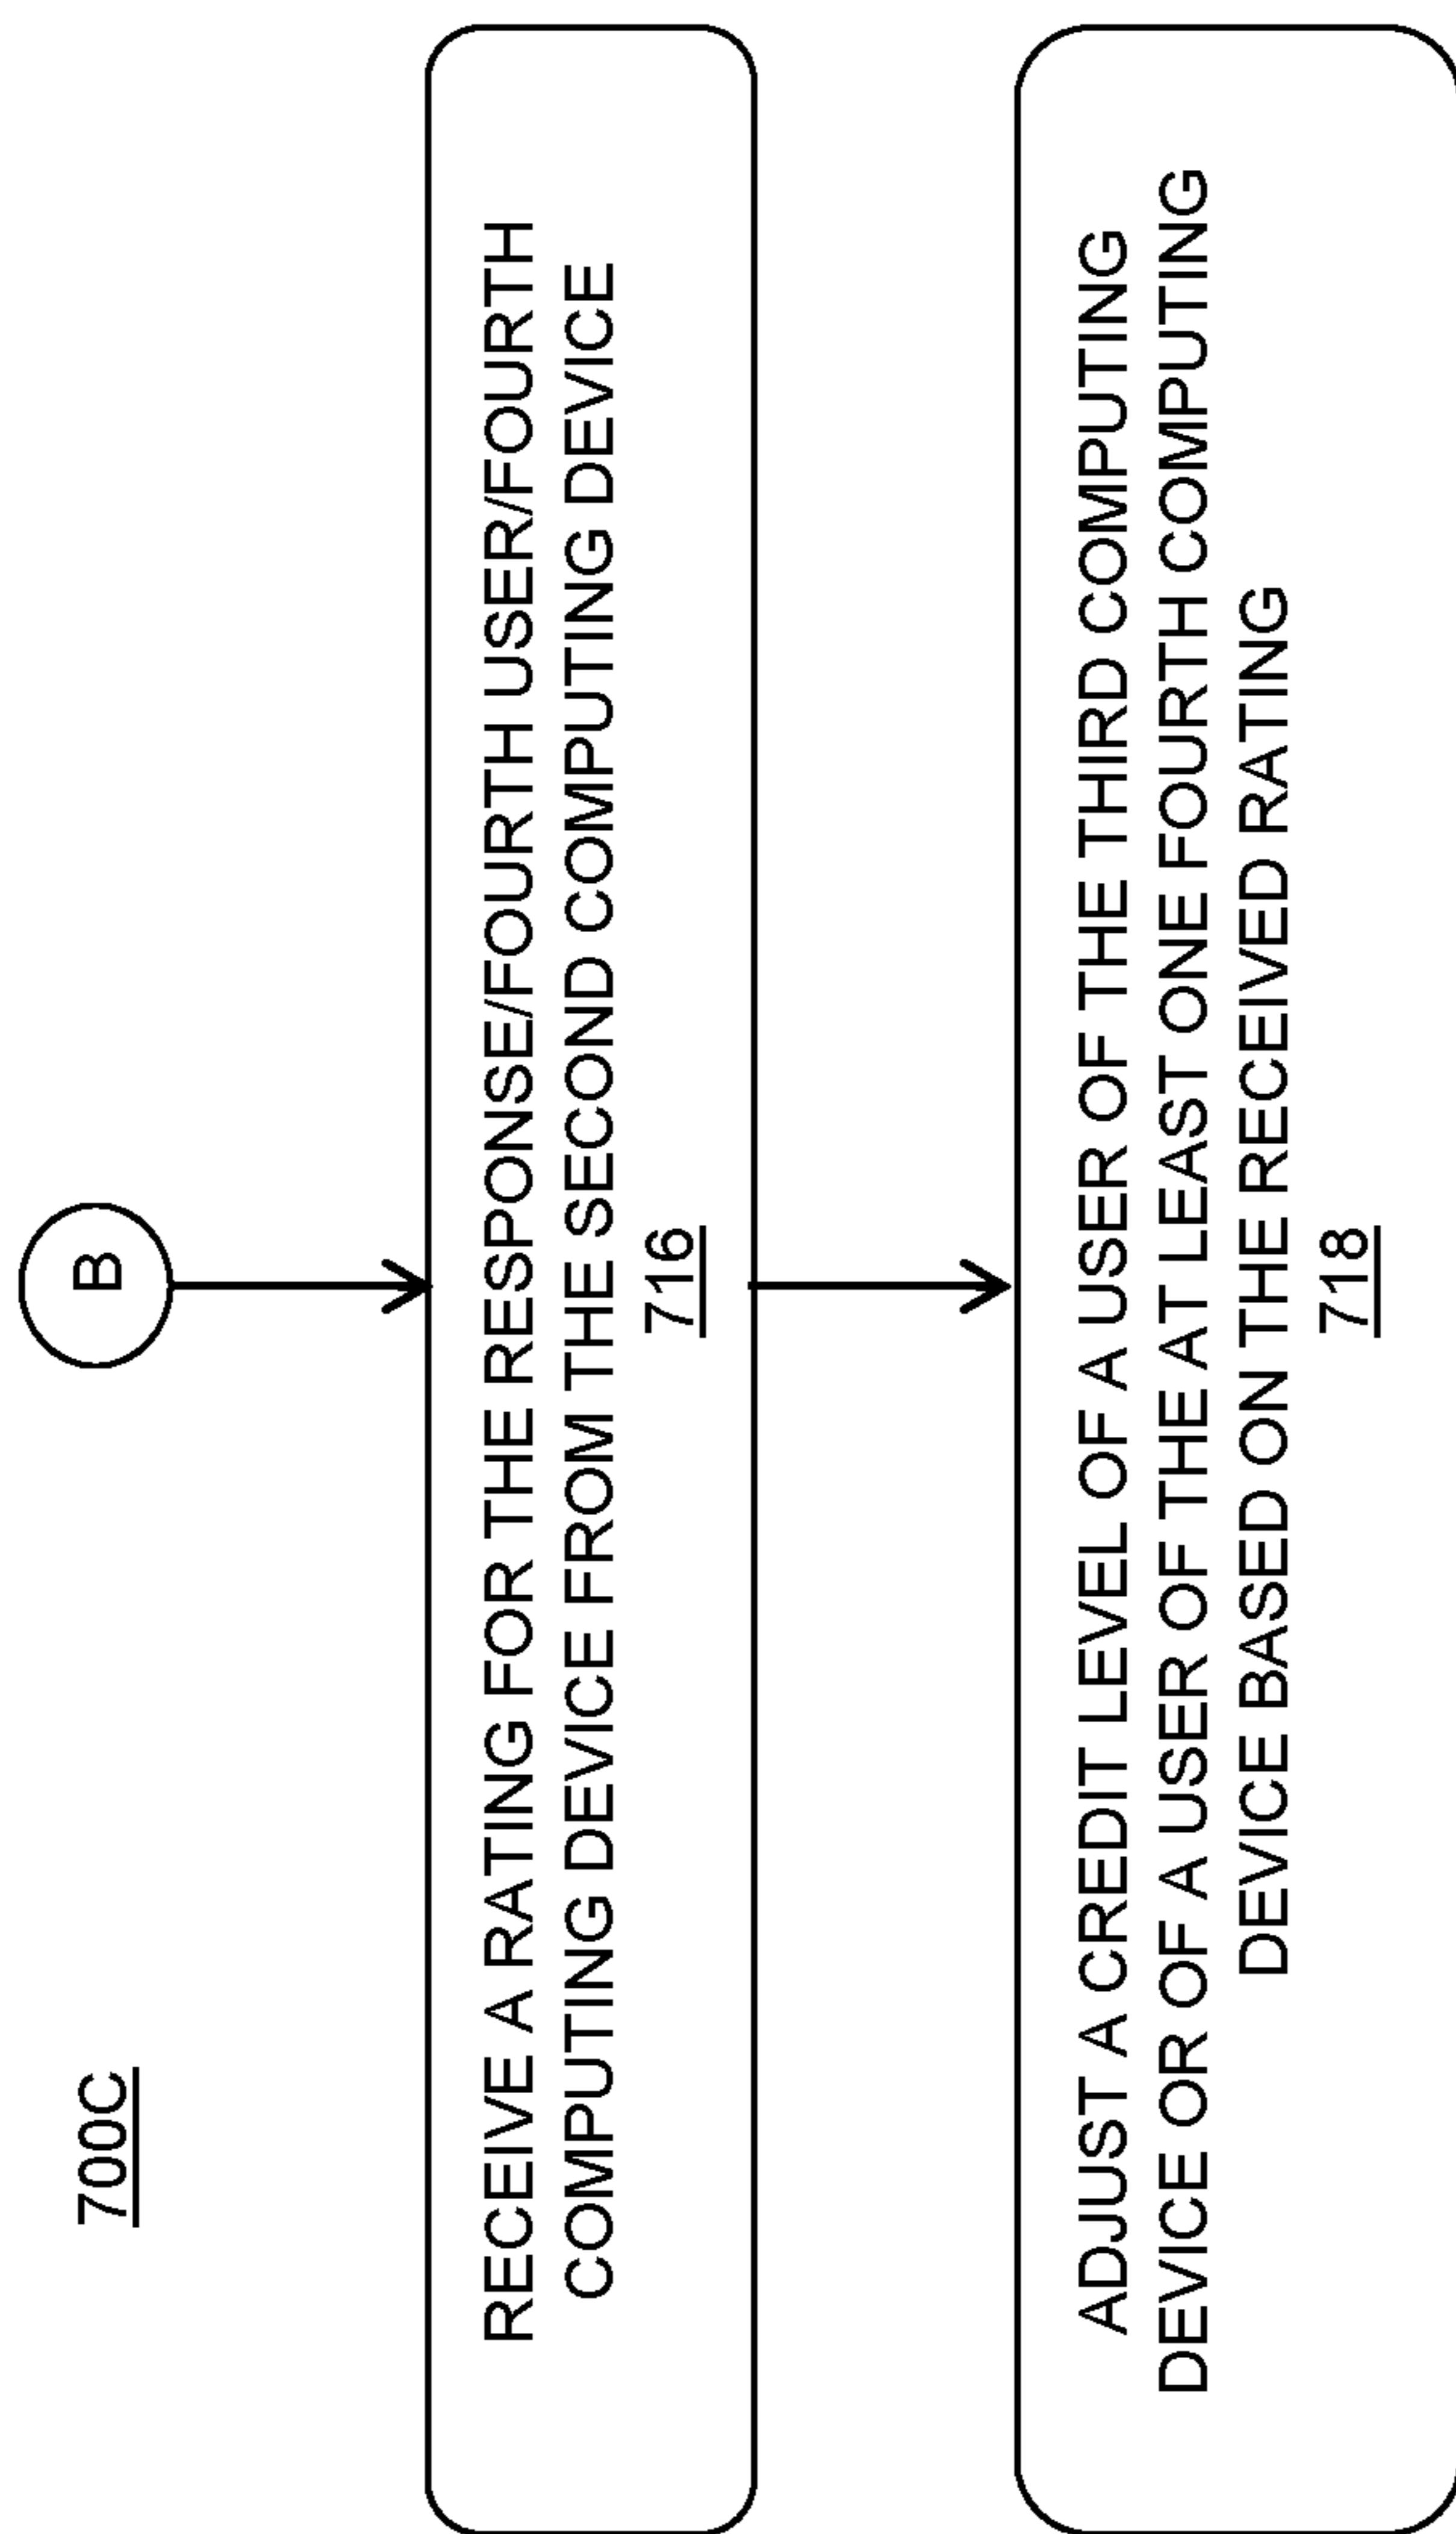 700C
B
RECEIVE A RATING FOR THE RESPONSE/FOURTH USER/FOURTH
COMPUTING DEVICE FROM THE SECOND COMPUTING DEVICE
716
ADJUST A CREDIT LEVEL OF A USER OF THE THIRD COMPUTING
DEVICE OR OF A USER OF THE AT LEAST ONE FOURTH COMPUTING
DEVICE BASED ON THE RECEIVED RATING
718